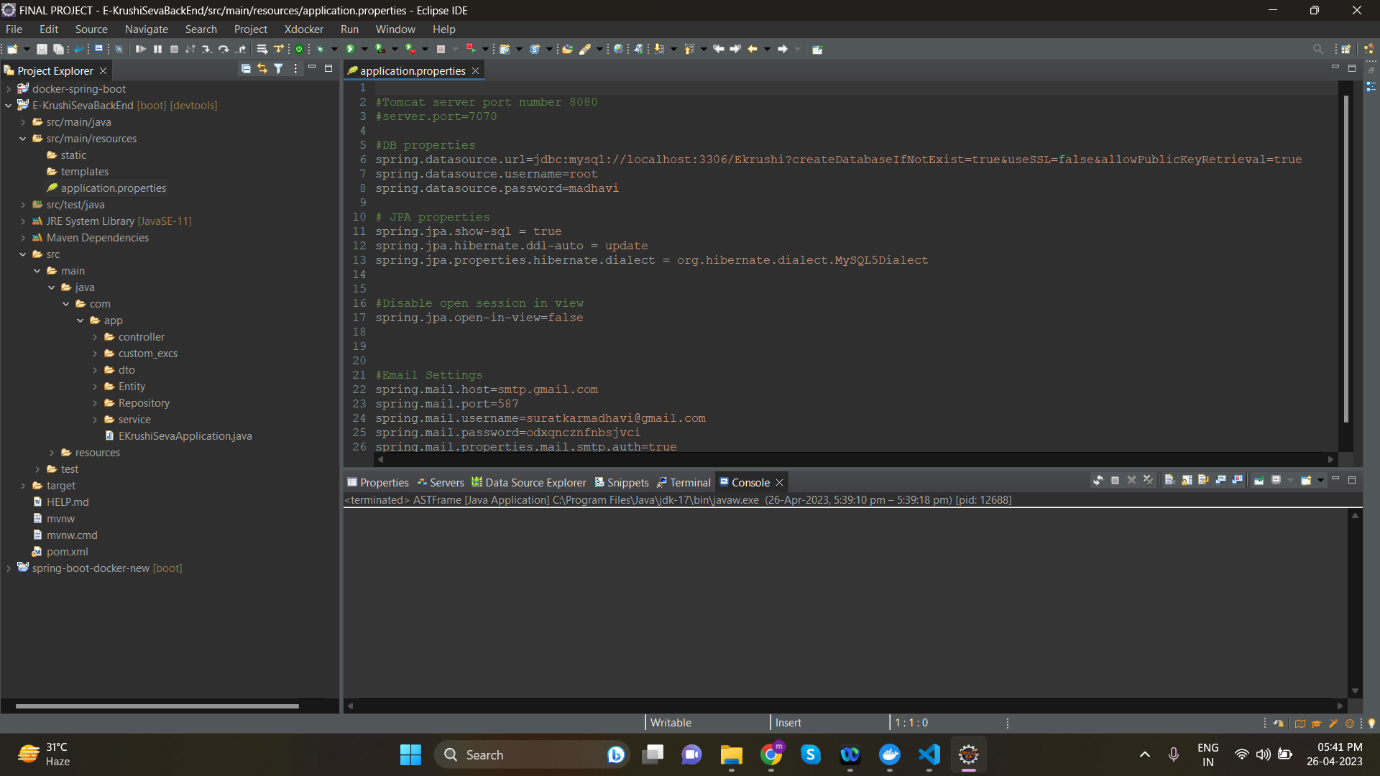 FINAL PROJECT - E-KrushiSevaBackEnd/src/main/resources/application.properties - Eclipse IDE
File Edit Source Navigate Search Project Xdocker Run Window Help
Project Explorer
docker-spring-boot
E-KrushiSevaBackEnd [boot] [devtools]
src/main/java
src/main/resources
static
templates
application.properties
src/test/java
JRE System Library [JavaSE-11]
Maven Dependencies
src
main
java
com
app
controller
custom_excs
dto
Entity
Repository
service
EKrushiSevaApplication.java
resources
test
target
HELP.md
mvnw
mvnw.cmd
pom.xml
spring-boot-docker-new [boot]
application.properties
1
2 #Tomcat server port number 8080
3 #server.port=7070
4
5 #DB properties
6 spring.datasource.url=jdbc:mysql://localhost:3306/Ekrushi?createDatabaseIfNotExist=true&useSSL=false&allowPublicKeyRetrieval=true
7 spring.datasource.username=root
8 spring.datasource.password=madhavi
9
10 # JPA properties
11 spring.jpa.show-sql = true
12 spring.jpa.hibernate.ddl-auto = update
13 spring.jpa.properties.hibernate.dialect = org.hibernate.dialect.MySQL5Dialect
14
15
16 #Disable open session in view
17 spring.jpa.open-in-view=false
18
19
20
21 #Email Settings
22 spring.mail.host=smtp.gmail.com
23 spring.mail.port=587
24 spring.mail.username=suratkarmadhavi@gmail.com
25 spring.mail.password=odxqncznfnbsjvci
26 spring.mail.properties.mail.smtp.auth=true
Properties Servers Data Source Explorer Snippets Terminal Console
<terminated> ASTFrame [Java Application] C:\Program Files\Java\jdk-17\bin\javaw.exe (26-Apr-2023, 5:39:10 pm – 5:39:18 pm) [pid: 12688]
Writable Insert 1 : 1 : 0
31°C
Haze
Search
m
ENG
IN
05:41 PM
26-04-2023